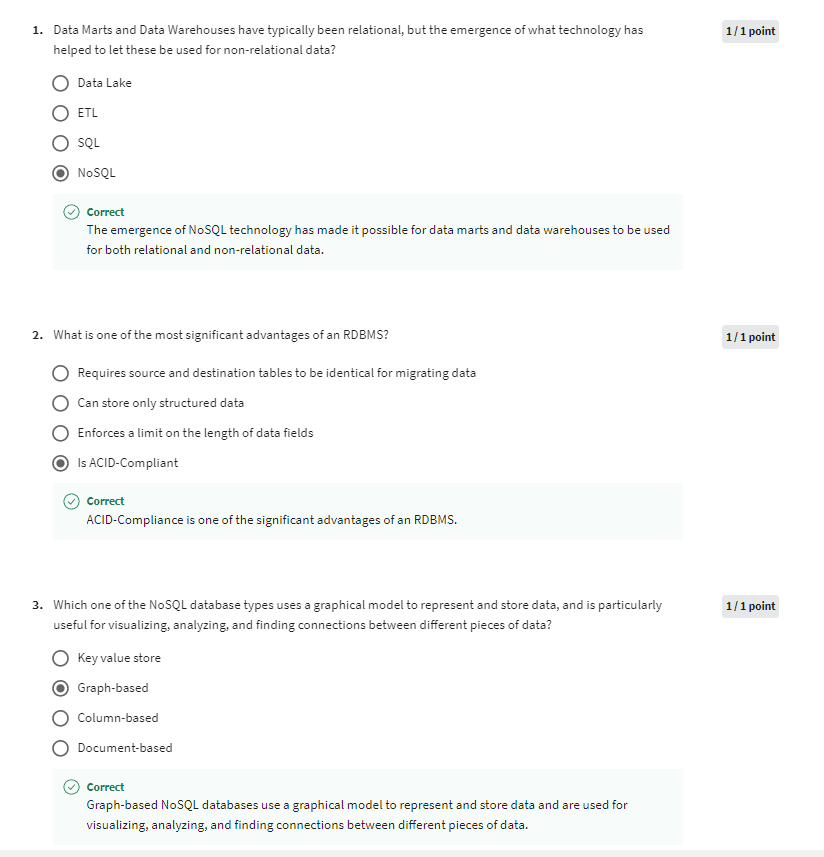 1. Data Marts and Data Warehouses have typically been relational, but the emergence of what technology has
1 / 1 point
helped to let these be used for non-relational data?
Data Lake
ETL
SQL
NoSQL
Correct
The emergence of NoSQL technology has made it possible for data marts and data warehouses to be used
for both relational and non-relational data.
2. What is one of the most significant advantages of an RDBMS?
1 / 1 point
Requires source and destination tables to be identical for migrating data
Can store only structured data
Enforces a limit on the length of data fields
Is ACID-Compliant
Correct
ACID-Compliance is one of the significant advantages of an RDBMS.
3. Which one of the NoSQL database types uses a graphical model to represent and store data, and is particularly
1 / 1 point
useful for visualizing, analyzing, and finding connections between different pieces of data?
Key value store
Graph-based
Column-based
Document-based
Correct
Graph-based NoSQL databases use a graphical model to represent and store data and are used for
visualizing, analyzing, and finding connections between different pieces of data.